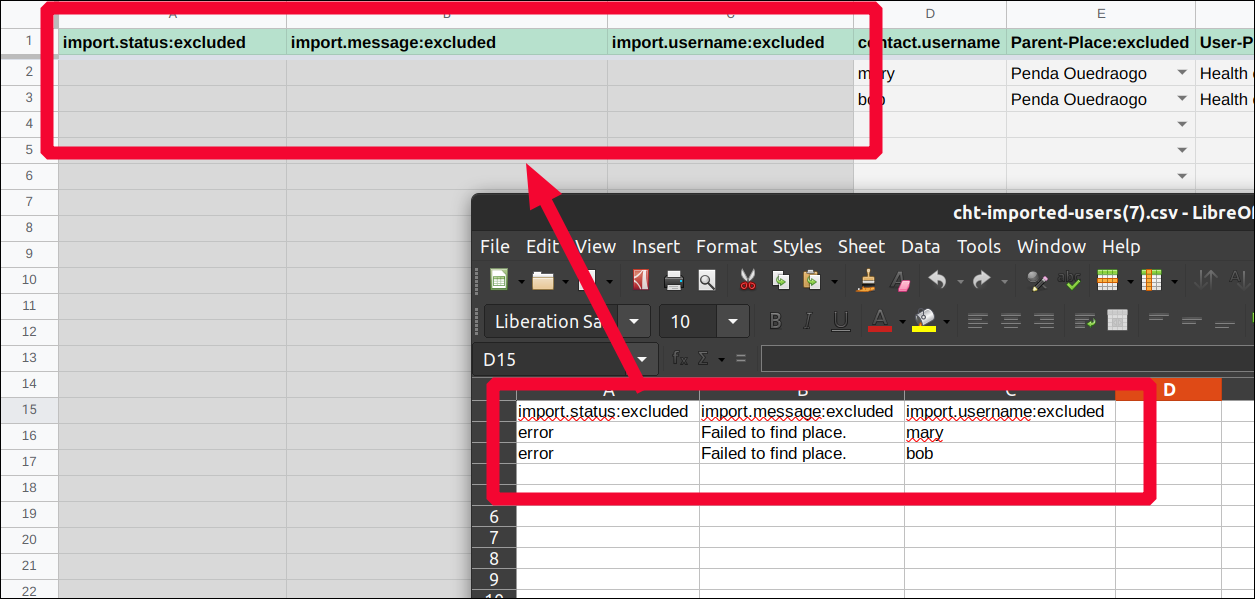 A B C D E
1 import.status:excluded import.message:excluded import.username:excluded contact.username Parent-Place:excluded User-P
2 mary Penda Ouedraogo Health
3 bob Penda Ouedraogo Health
4
5
6
7
8
9
10
11
12
13
14
15
16
17
18
19
20
21
22
cht-imported-users(7).csv - LibreOf
File Edit View Insert Format Styles Sheet Data Tools Window Help
Liberation Sa 10 B I U A
D15 fx Σ =
A B C D
import.status:excluded import.message:excluded import.username:excluded
error Failed to find place. mary
error Failed to find place. bob
6
7
8
9
10